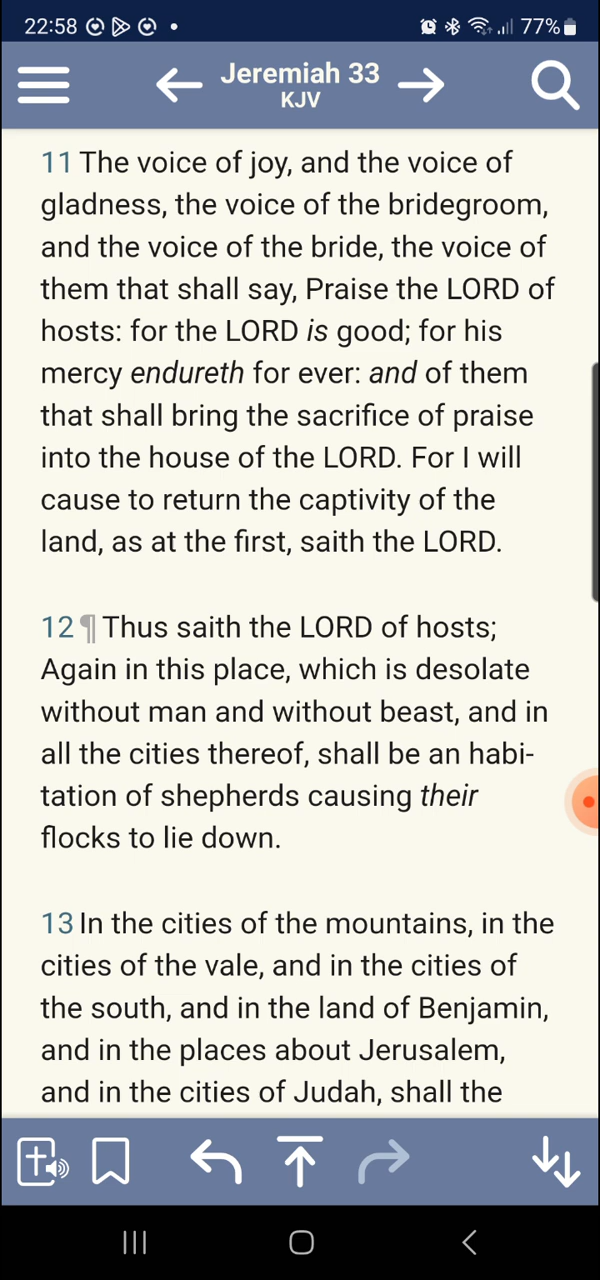 22:58 77%
Jeremiah 33
KJV
11 The voice of joy, and the voice of
gladness, the voice of the bridegroom,
and the voice of the bride, the voice of
them that shall say, Praise the LORD of
hosts: for the LORD is good; for his
mercy endureth for ever: and of them
that shall bring the sacrifice of praise
into the house of the LORD. For I will
cause to return the captivity of the
land, as at the first, saith the LORD.
12 ¶ Thus saith the LORD of hosts;
Again in this place, which is desolate
without man and without beast, and in
all the cities thereof, shall be an habi-
tation of shepherds causing their
flocks to lie down.
13 In the cities of the mountains, in the
cities of the vale, and in the cities of
the south, and in the land of Benjamin,
and in the places about Jerusalem,
and in the cities of Judah, shall the